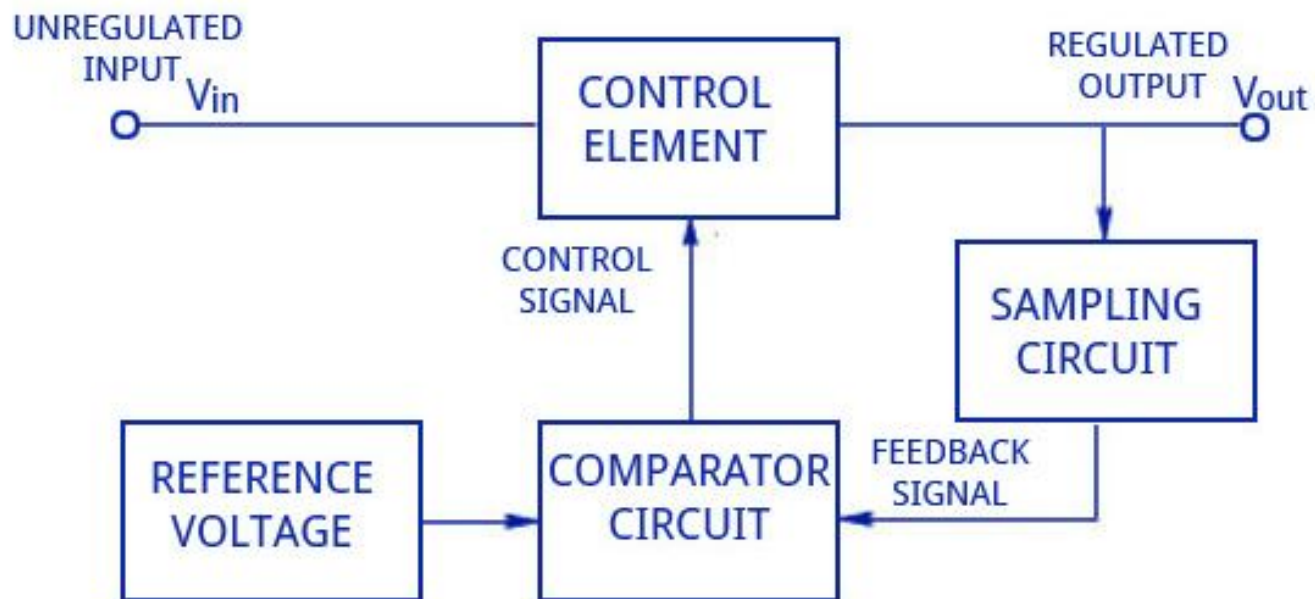 UNREGULATED
INPUT
Vin
CONTROL
ELEMENT
REGULATED
OUTPUT
Vout
CONTROL
SIGNAL
SAMPLING
CIRCUIT
REFERENCE
VOLTAGE
COMPARATOR
CIRCUIT
FEEDBACK
SIGNAL